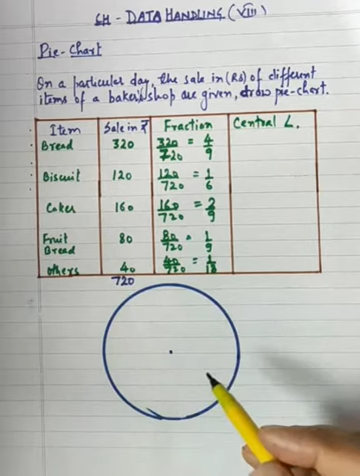 CH - DATA HANDLING (VIII)
Pie-Chart
On a particular day, the sale in (Rs) of different
items of a baker's shop are given, draw pie-chart.
Item Sale in ₹ Fraction Central ∠.
Bread 320 320/720 = 4/9
Biscuit 120 120/720 = 1/6
Cakes 160 160/720 = 2/9
Fruit Bread 80 80/720 = 1/9
Others 40 40/720 = 1/18
720